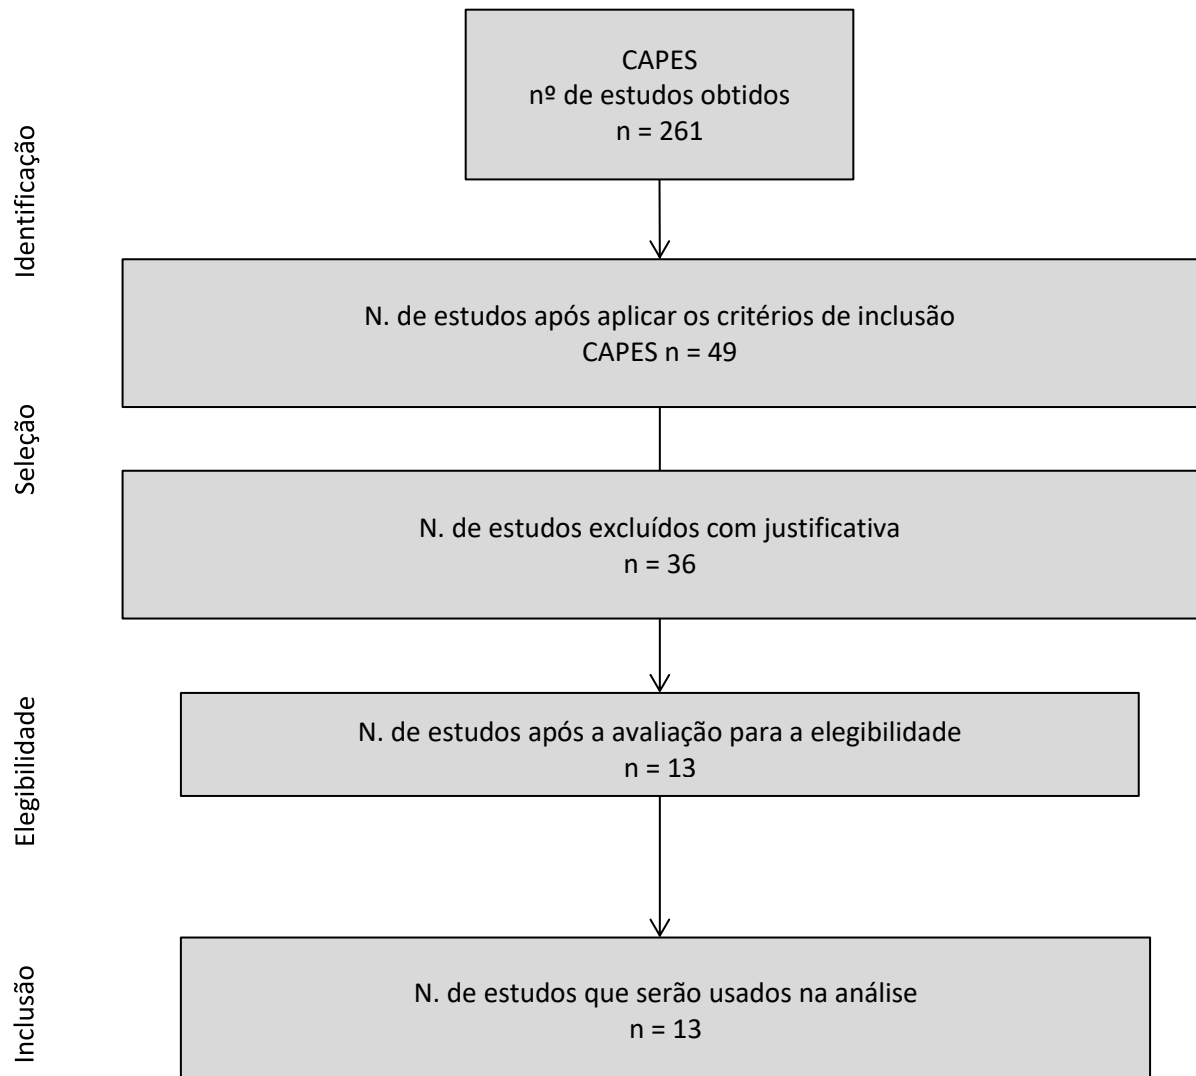 Identificação
CAPES
nº de estudos obtidos
n = 261
N. de estudos após aplicar os critérios de inclusão
CAPES n = 49
Seleção
N. de estudos excluídos com justificativa
n = 36
Elegibilidade
N. de estudos após a avaliação para a elegibilidade
n = 13
Inclusão
N. de estudos que serão usados na análise
n = 13